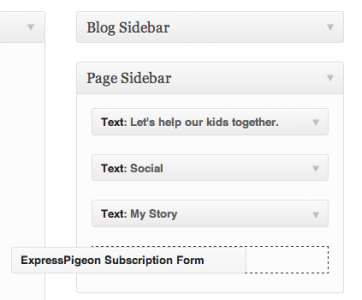 Blog Sidebar
Page Sidebar
Text: Let's help our kids together.
Text: Social
Text: My Story
ExpressPigeon Subscription Form